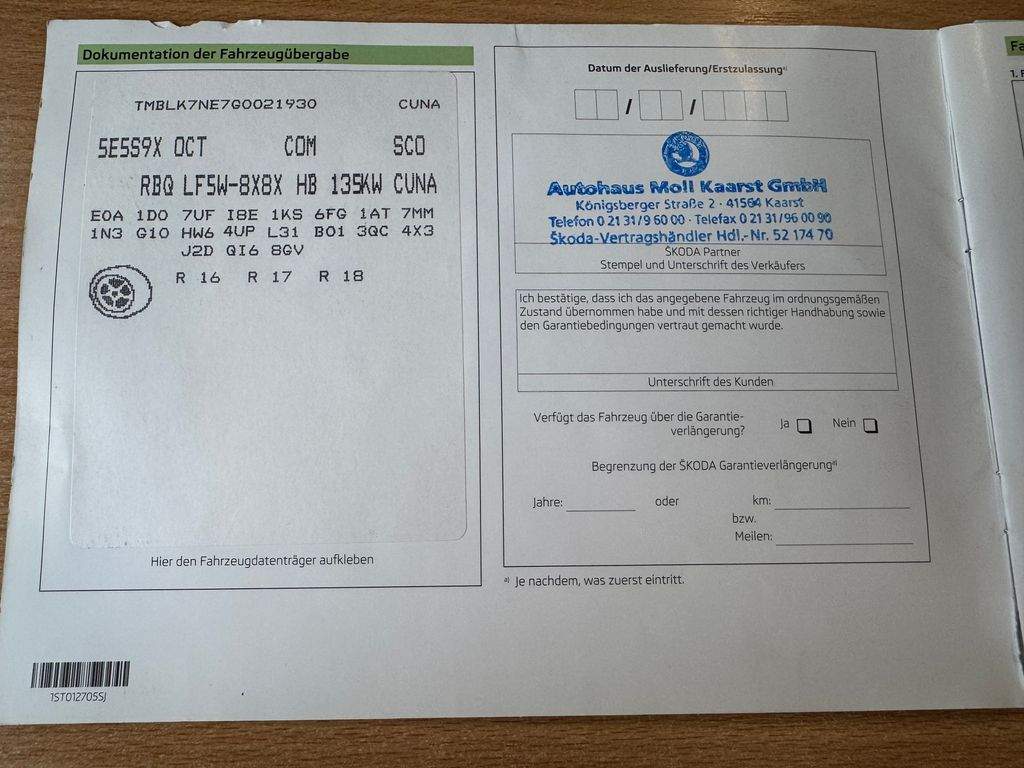 Dokumentation der Fahrzeugübergabe
TMBLK7NE7G0021930 CUNA
5E5S9X OCT COM SCO
RBQ LF5W-8X8X HB 135KW CUNA
E0A 1D0 7UF I8E 1KS 6FG 1AT 7MM
1N3 G10 HW6 4UP L31 B01 3QC 4X3
J2D QI6 8GV
R 16 R 17 R 18
Hier den Fahrzeugdatenträger aufkleben
1ST012705SJ
Datum der Auslieferung/Erstzulassungᵃ⁾
/ /
Autohaus Moll Kaarst GmbH
Königsberger Straße 2 · 41564 Kaarst
Telefon 0 21 31/9 60 00 · Telefax 0 21 31/96 00 90
Škoda-Vertragshändler Hdl.-Nr. 52 174 70
ŠKODA Partner
Stempel und Unterschrift des Verkäufers
Ich bestätige, dass ich das angegebene Fahrzeug im ordnungsgemäßen
Zustand übernommen habe und mit dessen richtiger Handhabung sowie
den Garantiebedingungen vertraut gemacht wurde.
Unterschrift des Kunden
Verfügt das Fahrzeug über die Garantie-
verlängerung? Ja Nein
Begrenzung der ŠKODA Garantieverlängerungᵃ⁾
Jahre: oder km:
bzw.
Meilen:
ᵃ⁾ Je nachdem, was zuerst eintritt.